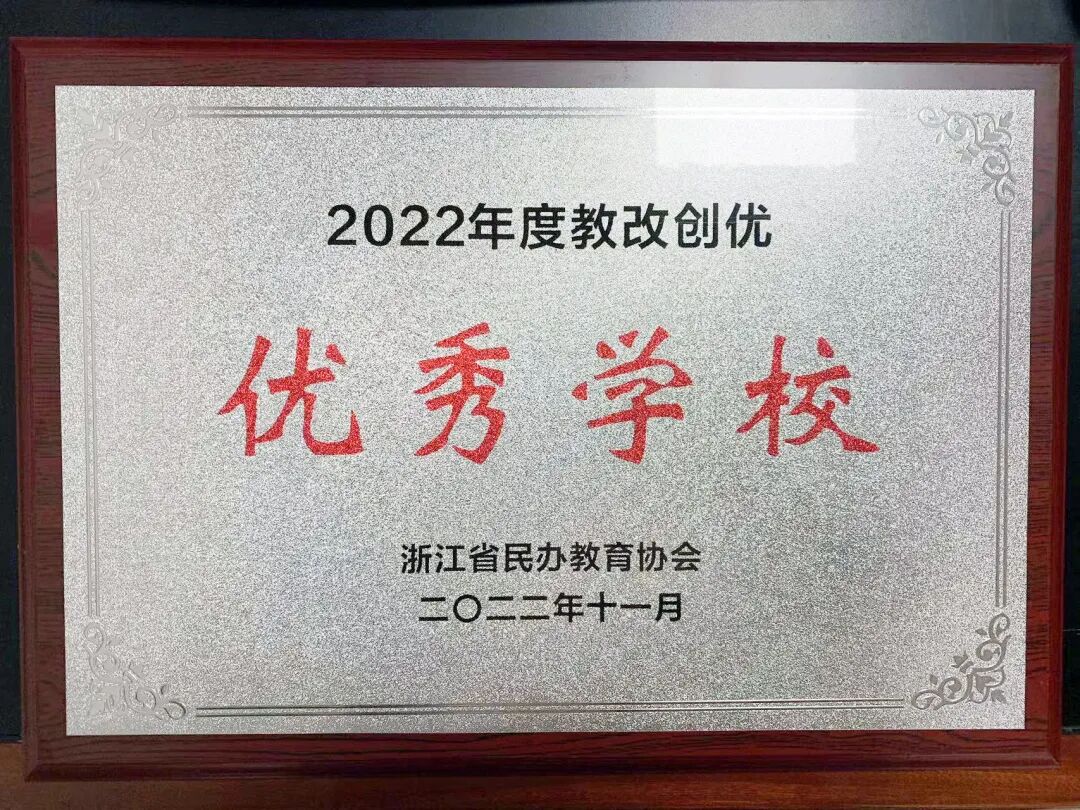 2022年度教改创优
优秀学校
浙江省民办教育协会
二〇二二年十一月